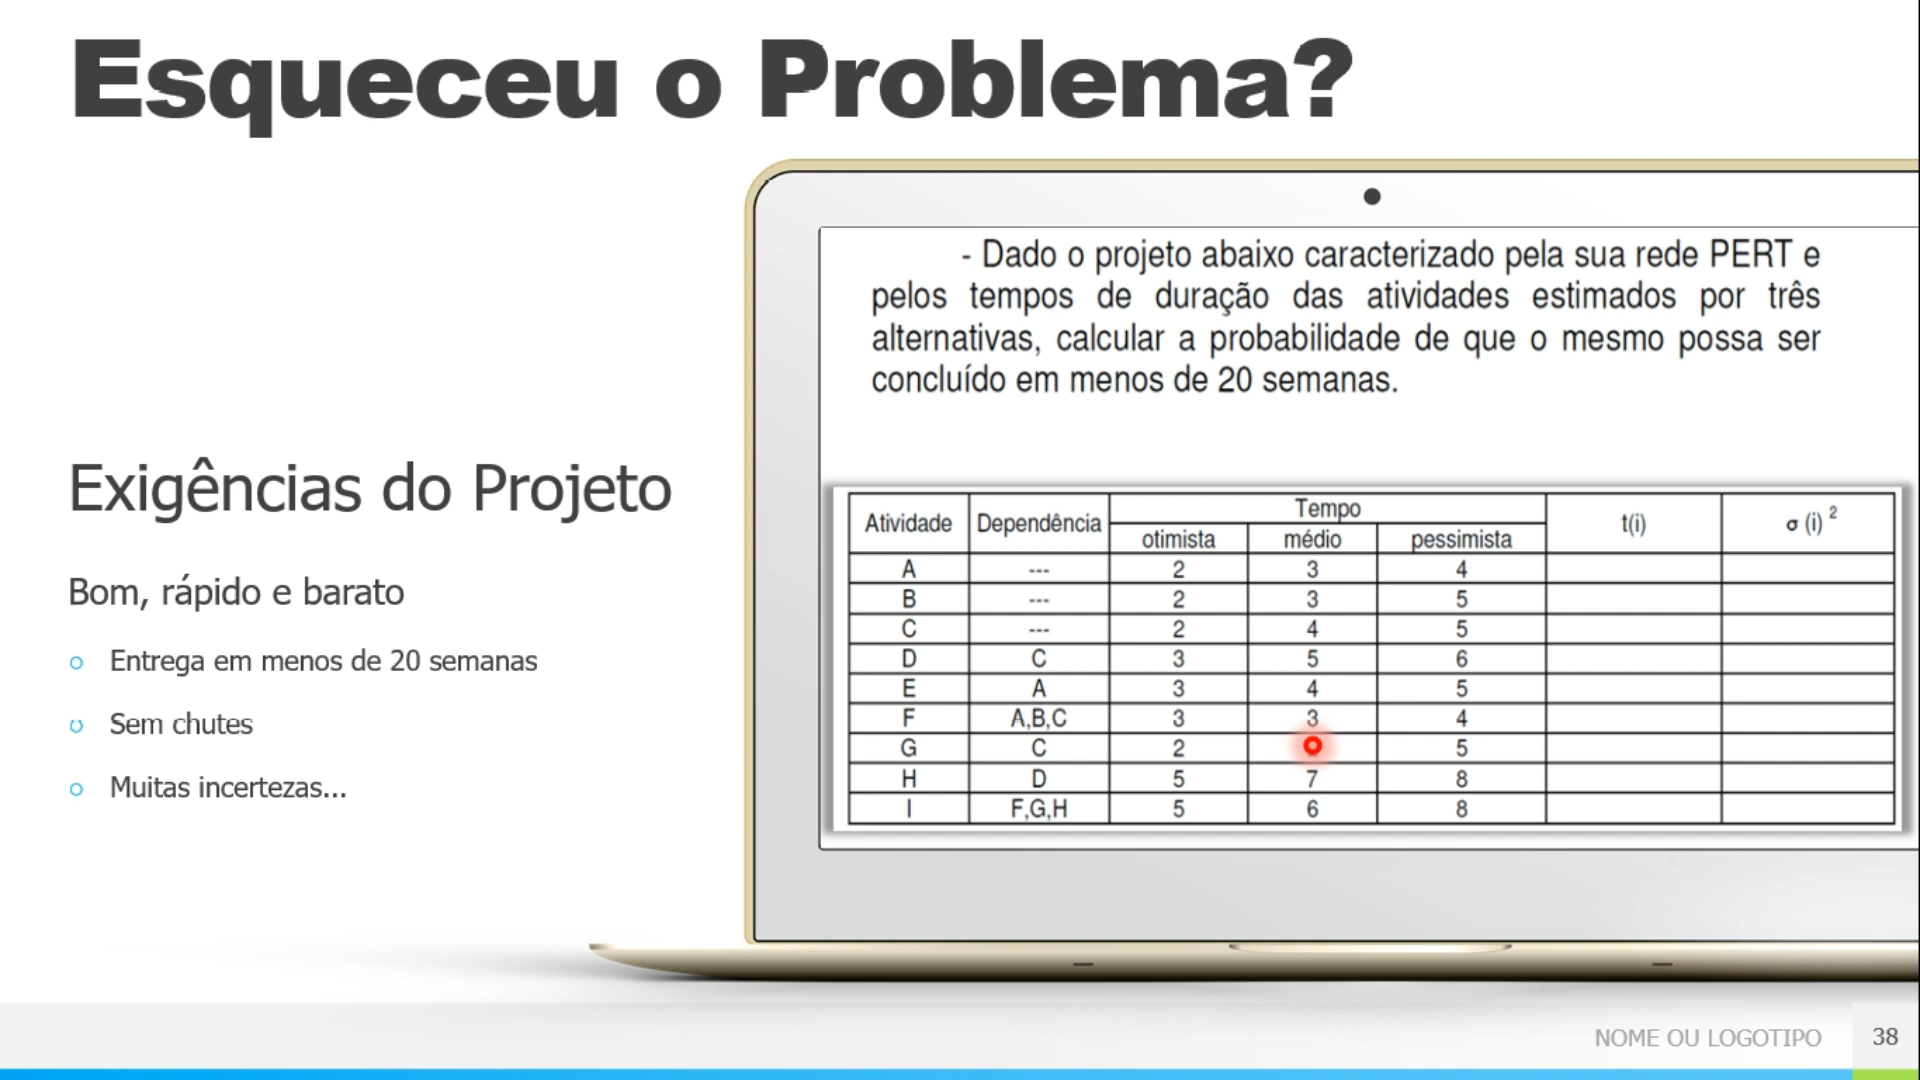 Esqueceu o Problema?
- Dado o projeto abaixo caracterizado pela sua rede PERT e
pelos tempos de duração das atividades estimados por três
alternativas, calcular a probabilidade de que o mesmo possa ser
concluído em menos de 20 semanas.
Exigências do Projeto
Bom, rápido e barato
Entrega em menos de 20 semanas
Sem chutes
Muitas incertezas...
Atividade Dependência Tempo t(i) σ (i) 2
otimista médio pessimista
A --- 2 3 4
B --- 2 3 5
C --- 2 4 5
D C 3 5 6
E A 3 4 5
F A,B,C 3 3 4
G C 2 5
H D 5 7 8
I F,G,H 5 6 8
NOME OU LOGOTIPO 38